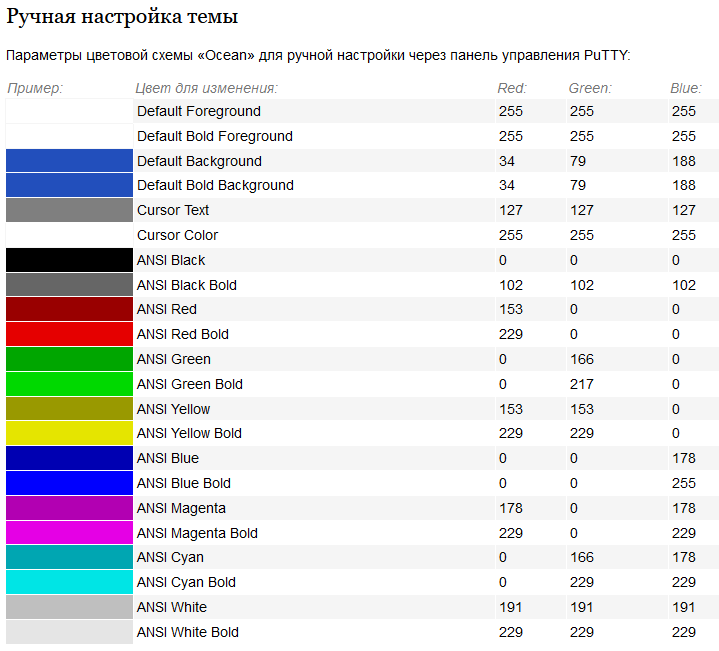 Ручная настройка темы
Параметры цветовой схемы «Ocean» для ручной настройки через панель управления PuTTY:
Пример: Цвет для изменения: Red: Green: Blue:
Default Foreground 255 255 255
Default Bold Foreground 255 255 255
Default Background 34 79 188
Default Bold Background 34 79 188
Cursor Text 127 127 127
Cursor Color 255 255 255
ANSI Black 0 0 0
ANSI Black Bold 102 102 102
ANSI Red 153 0 0
ANSI Red Bold 229 0 0
ANSI Green 0 166 0
ANSI Green Bold 0 217 0
ANSI Yellow 153 153 0
ANSI Yellow Bold 229 229 0
ANSI Blue 0 0 178
ANSI Blue Bold 0 0 255
ANSI Magenta 178 0 178
ANSI Magenta Bold 229 0 229
ANSI Cyan 0 166 178
ANSI Cyan Bold 0 229 229
ANSI White 191 191 191
ANSI White Bold 229 229 229